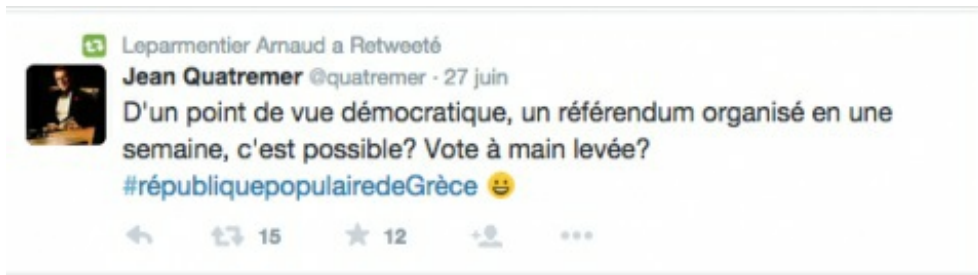 Leparmentier Arnaud a Retweeté
Jean Quatremer @quatremer · 27 juin
D'un point de vue démocratique, un référendum organisé en une
semaine, c'est possible? Vote à main levée?
#républiquepopulairedeGrèce 😀
15 12